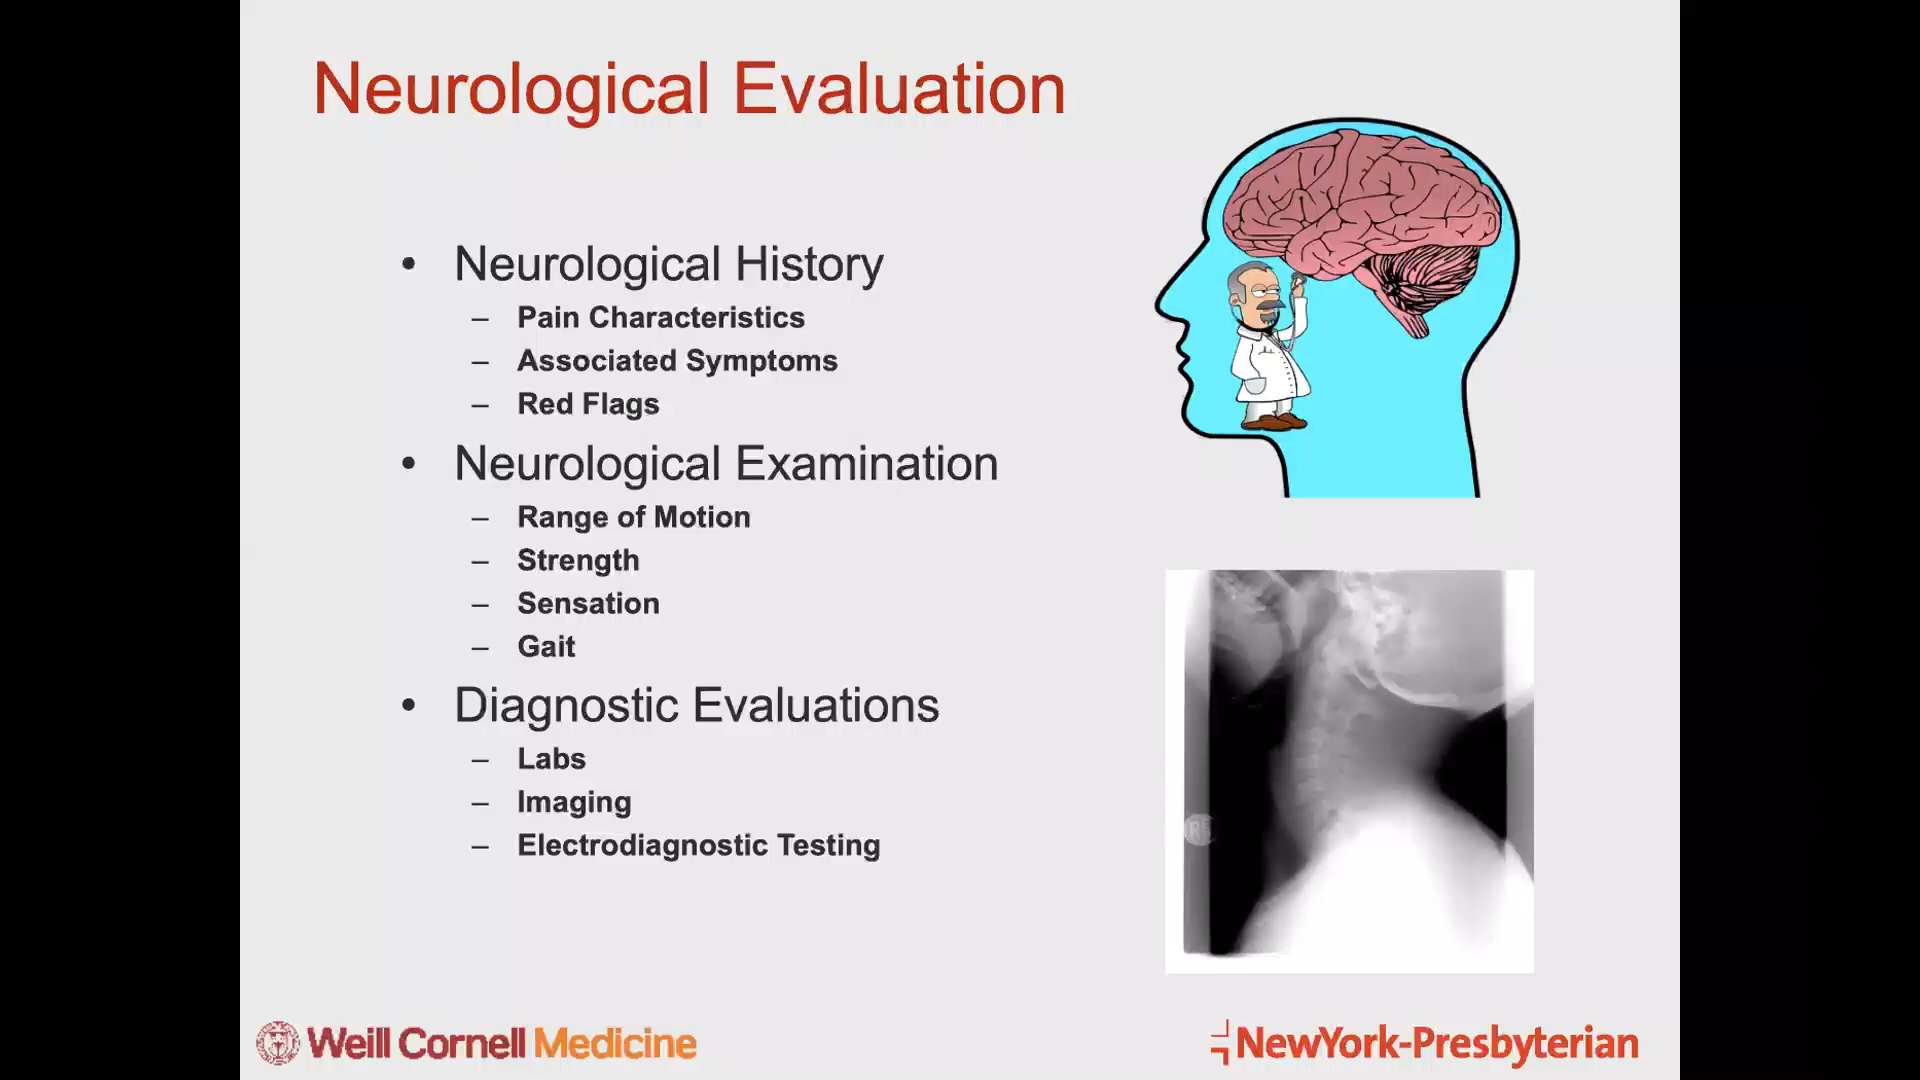 Neurological Evaluation
• Neurological History
– Pain Characteristics
– Associated Symptoms
– Red Flags
• Neurological Examination
– Range of Motion
– Strength
– Sensation
– Gait
• Diagnostic Evaluations
– Labs
– Imaging
– Electrodiagnostic Testing
Weill Cornell Medicine
NewYork-Presbyterian